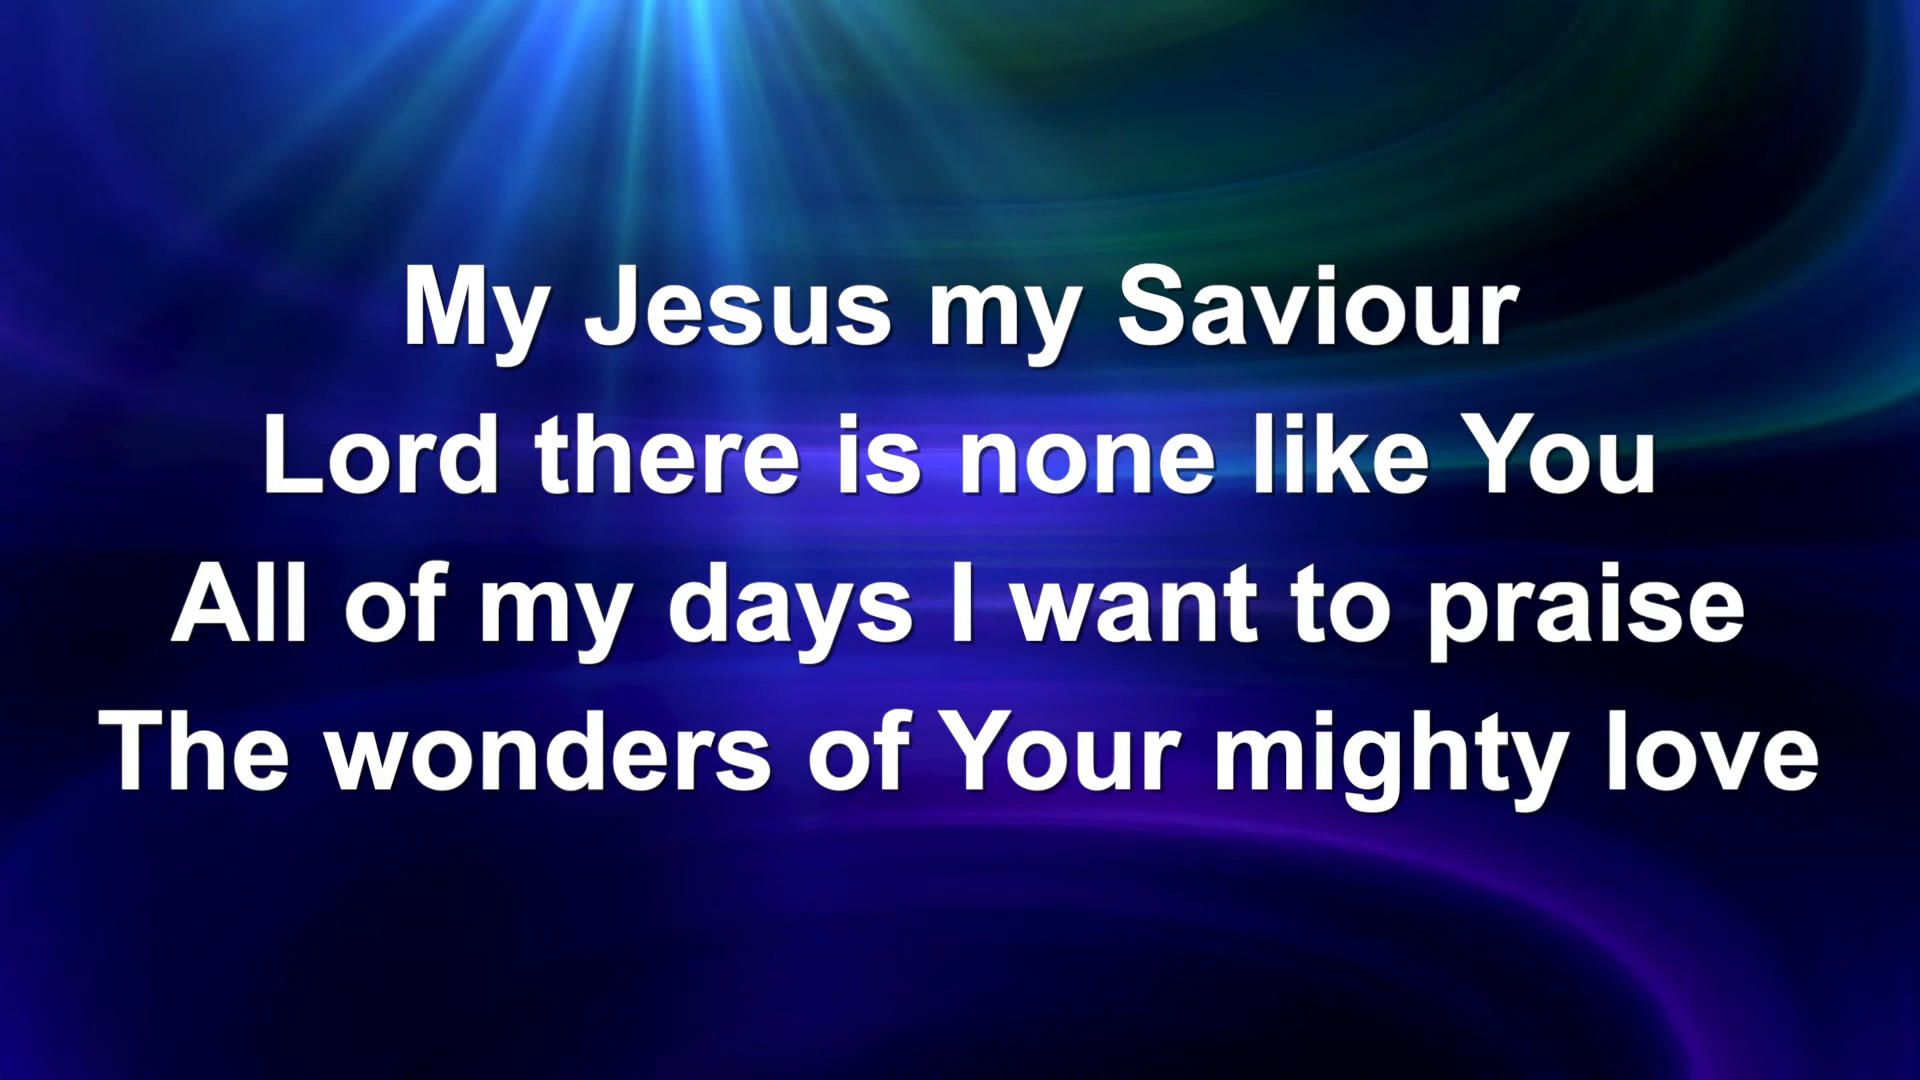 My Jesus my Saviour
Lord there is none like You
All of my days I want to praise
The wonders of Your mighty love